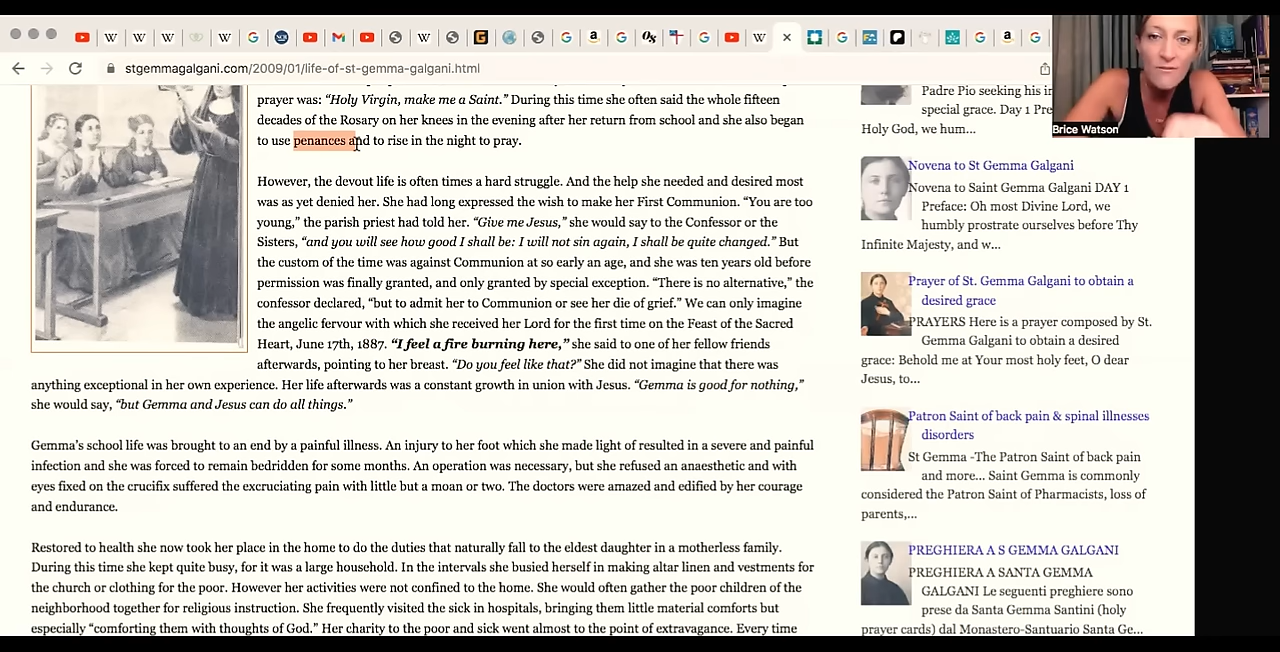 stgemmagalgani.com/2009/01/life-of-st-gemma-galgani.html
Brice Watson
prayer was: “Holy Virgin, make me a Saint.” During this time she often said the whole fifteen
decades of the Rosary on her knees in the evening after her return from school and she also began
to use penances and to rise in the night to pray.
However, the devout life is often times a hard struggle. And the help she needed and desired most
was as yet denied her. She had long expressed the wish to make her First Communion. “You are too
young,” the parish priest had told her. “Give me Jesus,” she would say to the Confessor or the
Sisters, “and you will see how good I shall be: I will not sin again, I shall be quite changed.” But
the custom of the time was against Communion at so early an age, and she was ten years old before
permission was finally granted, and only granted by special exception. “There is no alternative,” the
confessor declared, “but to admit her to Communion or see her die of grief.” We can only imagine
the angelic fervour with which she received her Lord for the first time on the Feast of the Sacred
Heart, June 17th, 1887. “I feel a fire burning here,” she said to one of her fellow friends
afterwards, pointing to her breast. “Do you feel like that?” She did not imagine that there was
anything exceptional in her own experience. Her life afterwards was a constant growth in union with Jesus. “Gemma is good for nothing,”
she would say, “but Gemma and Jesus can do all things.”
Gemma’s school life was brought to an end by a painful illness. An injury to her foot which she made light of resulted in a severe and painful
infection and she was forced to remain bedridden for some months. An operation was necessary, but she refused an anaesthetic and with
eyes fixed on the crucifix suffered the excruciating pain with little but a moan or two. The doctors were amazed and edified by her courage
and endurance.
Restored to health she now took her place in the home to do the duties that naturally fall to the eldest daughter in a motherless family.
During this time she kept quite busy, for it was a large household. In the intervals she busied herself in making altar linen and vestments for
the church or clothing for the poor. However her activities were not confined to the home. She would often gather the poor children of the
neighborhood together for religious instruction. She frequently visited the sick in hospitals, bringing them little material comforts but
especially “comforting them with thoughts of God.” Her charity to the poor and sick went almost to the point of extravagance. Every time
Padre Pio seeking his in
special grace. Day 1 Pre
Holy God, we hum...
Novena to St Gemma Galgani
Novena to Saint Gemma Galgani DAY 1
Preface: Oh most Divine Lord, we
humbly prostrate ourselves before Thy
Infinite Majesty, and w...
Prayer of St. Gemma Galgani to obtain a
desired grace
PRAYERS Here is a prayer composed by St.
Gemma Galgani to obtain a desired
grace: Behold me at Your most holy feet, O dear
Jesus, to...
Patron Saint of back pain & spinal illnesses
disorders
St Gemma -The Patron Saint of back pain
and more... Saint Gemma is commonly
considered the Patron Saint of Pharmacists, loss of
parents,...
PREGHIERA A S GEMMA GALGANI
PREGHIERA A SANTA GEMMA
GALGANI Le seguenti preghiere sono
prese da Santa Gemma Santini (holy
prayer cards) dal Monastero-Santuario Santa Ge...